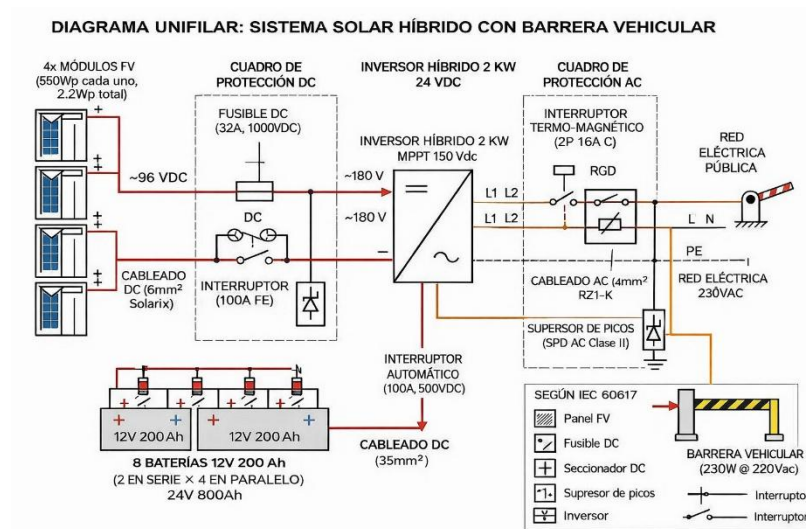 DIAGRAMA UNIFILAR: SISTEMA SOLAR HÍBRIDO CON BARRERA VEHICULAR
4x MÓDULOS FV
(550Wp cada uno,
2.2Wp total)
CUADRO DE
PROTECCIÓN DC
INVERSOR HÍBRIDO 2 KW
24 VDC
CUADRO DE
PROTECCIÓN AC
FUSIBLE DC
(32A, 1000VDC)
INVERSOR HÍBRIDO 2 KW
MPPT 150 Vdc
INTERRUPTOR
TERMO-MAGNÉTICO
(2P 16A C)
RGD
RED
ELÉCTRICA
PÚBLICA
~96 VDC
~180 V
~180 V
L1 L2
L1 L2
L N
DC
PE
CABLEADO
DC (6mm²
Solarix)
INTERRUPTOR
(100A FE)
CABLEADO AC (4mm²
RZ1-K
RED ELÉCTRICA
230VAC
SUPERSOR DE PICOS
(SPD AC Clase II)
INTERRUPTOR
AUTOMÁTICO
(100A, 500VDC)
N
12V 200 Ah
12V 200 Ah
CABLEADO DC
(35mm²)
8 BATERÍAS 12V 200 Ah
(2 EN SERIE × 4 EN PARALELO)
24V 800Ah
SEGÚN IEC 60617
Panel FV
Fusible DC
Seccionador DC
Supresor de picos
Inversor
BARRERA VEHICULAR
(230W @ 220Vac)
Interrupto
Interruptor